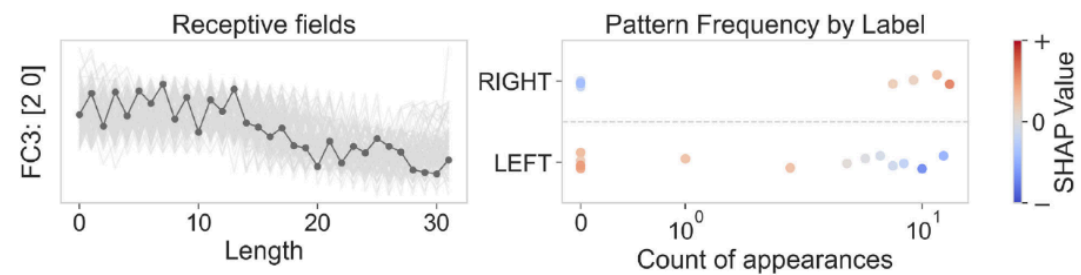 Receptive fields
FC3: [2 0]
0 10 20 30
Length
Pattern Frequency by Label
RIGHT
LEFT
0 10⁰ 10¹
Count of appearances
+
0
−
SHAP Value